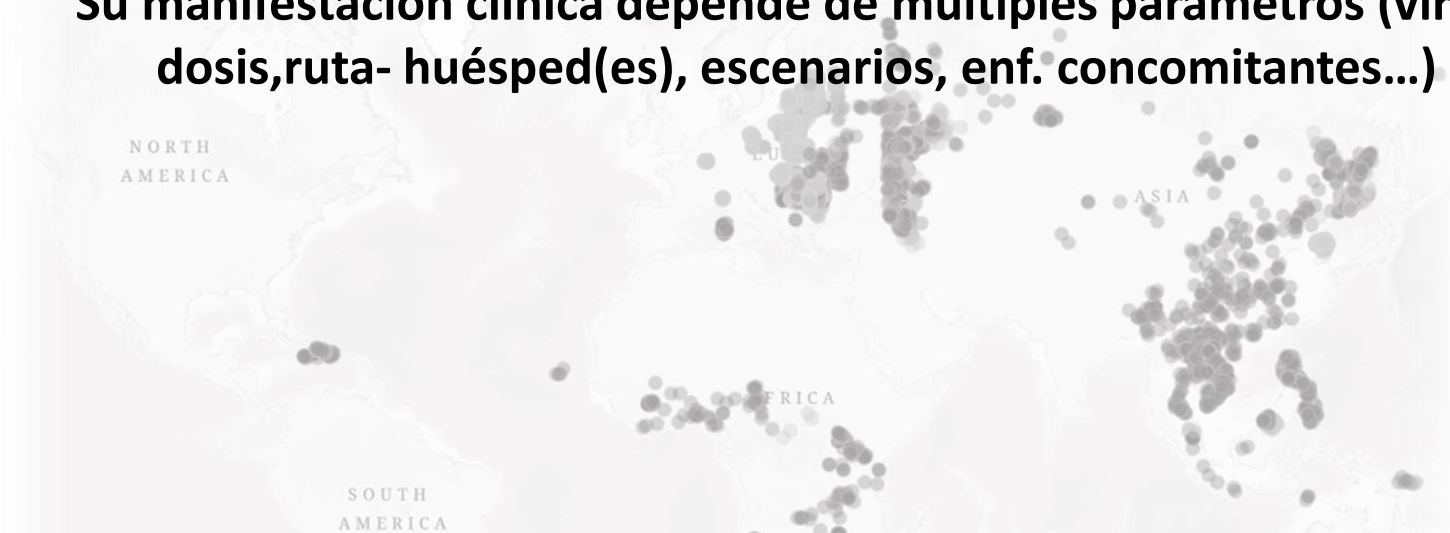 Su manifestación clínica depende de múltiples parámetros
dosis,ruta- huésped(es), escenarios, enf. concomitantes...)
NORTH
AMERICA
ASIA
SOUTH
AMERICA